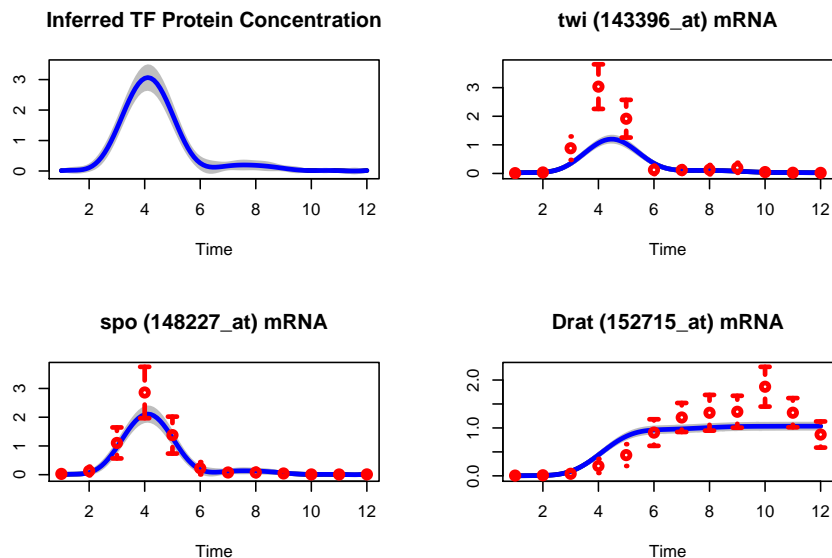 Inferred TF Protein Concentration
0 1 2 3
2 4 6 8 10 12
Time
twi (143396_at) mRNA
0 1 2 3
2 4 6 8 10 12
Time
spo (148227_at) mRNA
0 1 2 3
2 4 6 8 10 12
Time
Drat (152715_at) mRNA
0.0 1.0 2.0
2 4 6 8 10 12
Time